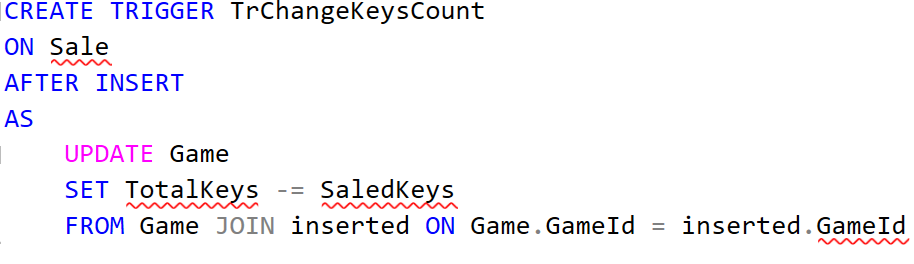 CREATE TRIGGER TrChangeKeysCount
ON Sale
AFTER INSERT
AS
UPDATE Game
SET TotalKeys -= SaledKeys
FROM Game JOIN inserted ON Game.GameId = inserted.GameId